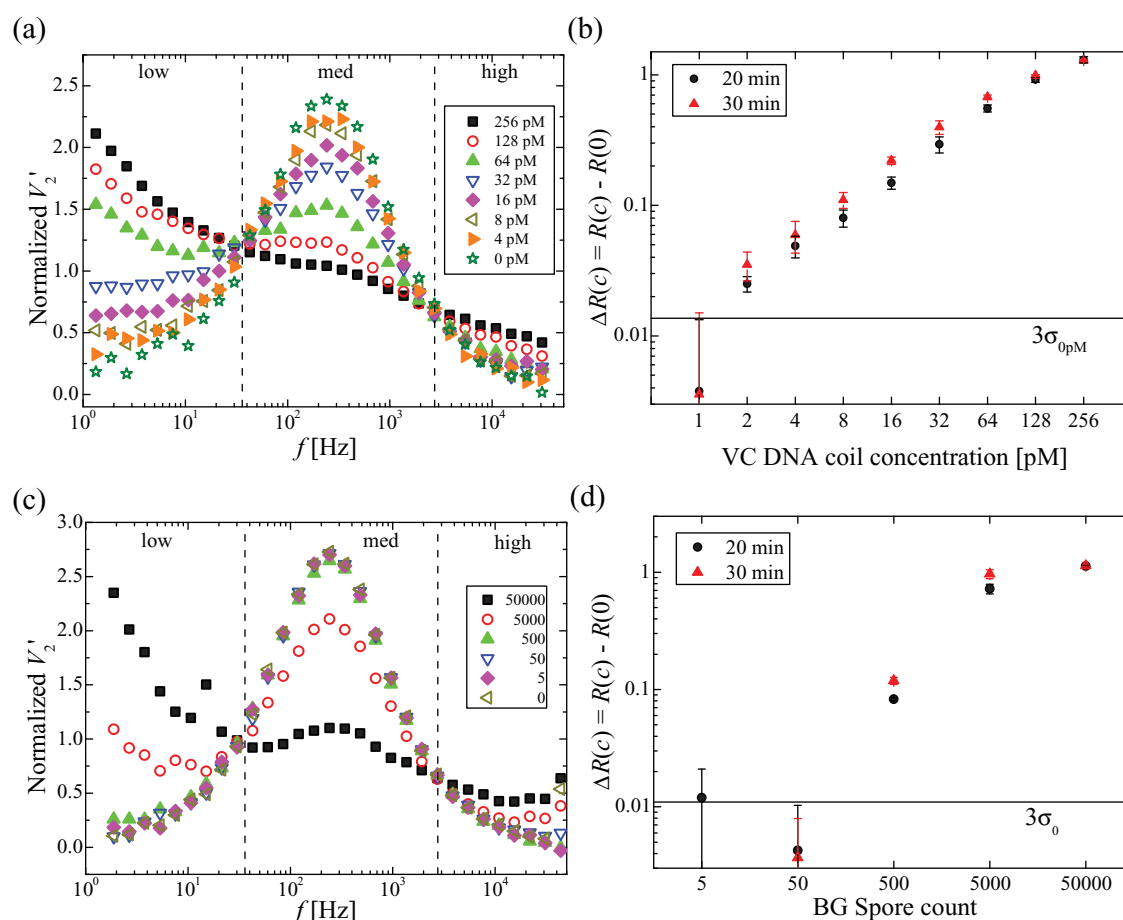 (a)
low
med
high
2.5
2.0
1.5
1.0
0.5
0.0
Normalized V2'
256 pM
128 pM
64 pM
32 pM
16 pM
8 pM
4 pM
0 pM
10^0
10^1
10^2
10^3
10^4
f [Hz]
(b)
20 min
30 min
1
0.1
0.01
ΔR(c) = R(c) - R(0)
3σ0pM
1
2
4
8
16
32
64
128
256
VC DNA coil concentration [pM]
(c)
low
med
high
3.0
2.5
2.0
1.5
1.0
0.5
0.0
Normalized V2'
50000
5000
500
50
5
0
10^0
10^1
10^2
10^3
10^4
f [Hz]
(d)
20 min
30 min
1
0.1
0.01
ΔR(c) = R(c) - R(0)
3σ0
5
50
500
5000
50000
BG Spore count